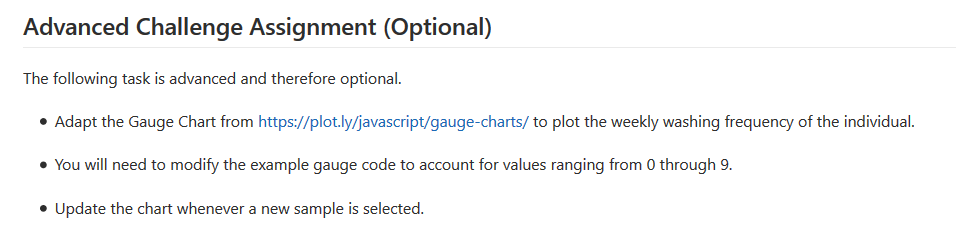 Advanced Challenge Assignment (Optional)
The following task is advanced and therefore optional.
• Adapt the Gauge Chart from https://plot.ly/javascript/gauge-charts/ to plot the weekly washing frequency of the individual.
• You will need to modify the example gauge code to account for values ranging from 0 through 9.
• Update the chart whenever a new sample is selected.